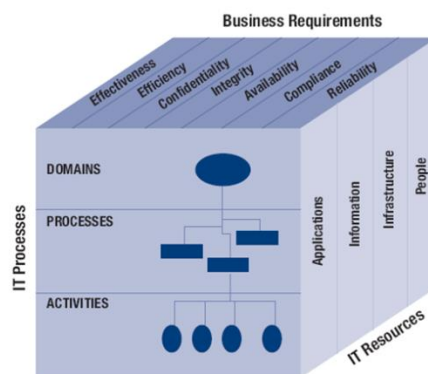 Business Requirements
Effectiveness
Efficiency
Confidentiality
Integrity
Availability
Compliance
Reliability
IT Processes
DOMAINS
PROCESSES
ACTIVITIES
Applications
Information
Infrastructure
People
IT Resources